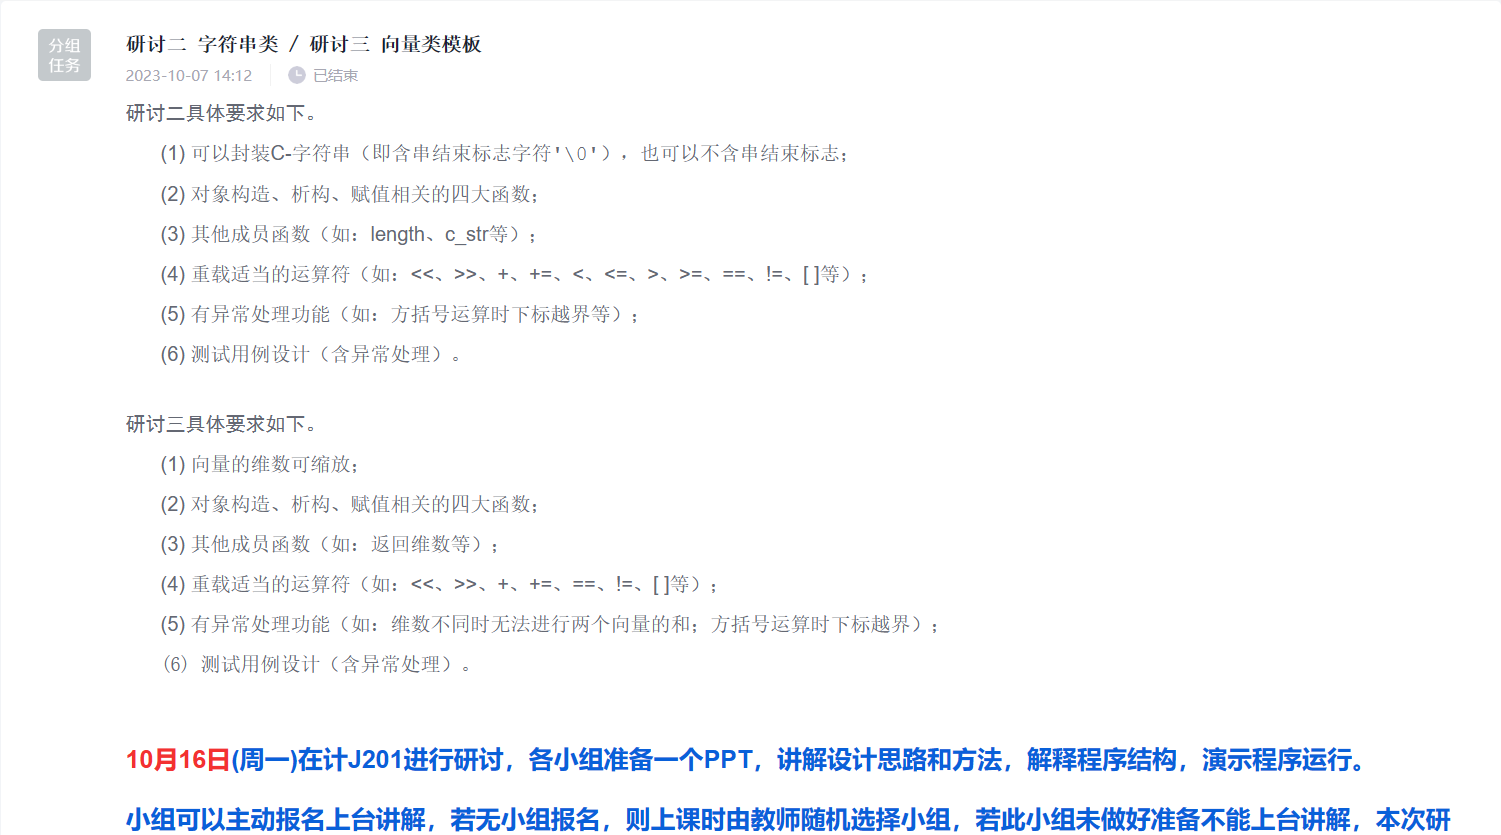 分组
任务
研讨二 字符串类 / 研讨三 向量类模板
2023-10-07 14:12 已结束
研讨二具体要求如下。
(1) 可以封装C-字符串（即含串结束标志字符'\0'），也可以不含串结束标志；
(2) 对象构造、析构、赋值相关的四大函数；
(3) 其他成员函数（如：length、c_str等）；
(4) 重载适当的运算符（如：<<、>>、+、+=、<、<=、>、>=、==、!=、[ ]等）；
(5) 有异常处理功能（如：方括号运算时下标越界等）；
(6) 测试用例设计（含异常处理）。
研讨三具体要求如下。
(1) 向量的维数可缩放；
(2) 对象构造、析构、赋值相关的四大函数；
(3) 其他成员函数（如：返回维数等）；
(4) 重载适当的运算符（如：<<、>>、+、+=、==、!=、[ ]等）；
(5) 有异常处理功能（如：维数不同时无法进行两个向量的和；方括号运算时下标越界）；
（6）测试用例设计（含异常处理）。
10月16日(周一)在计J201进行研讨，各小组准备一个PPT，讲解设计思路和方法，解释程序结构，演示程序运行。
小组可以主动报名上台讲解，若无小组报名，则上课时由教师随机选择小组，若此小组未做好准备不能上台讲解，本次研